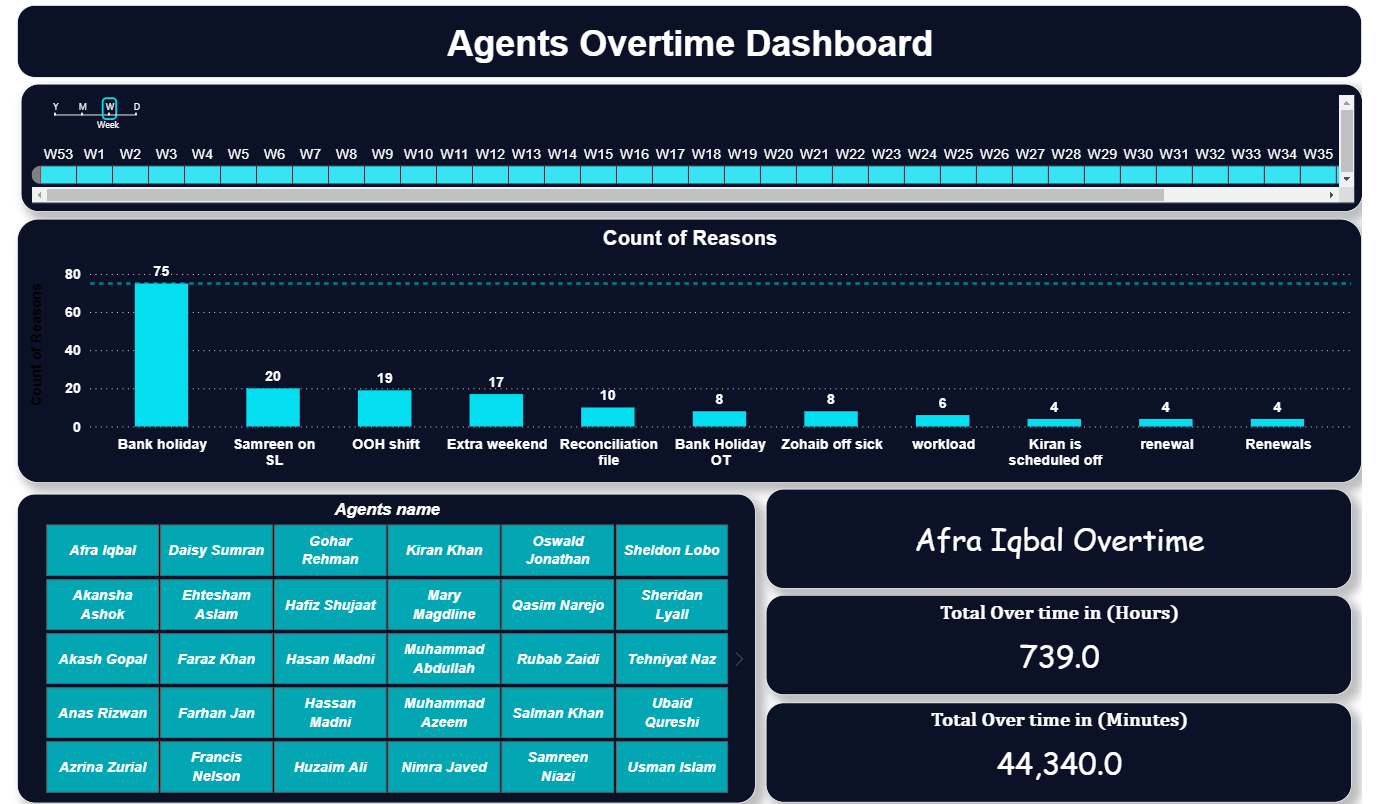 Agents Overtime Dashboard
Y M W D
Week
W53 W1 W2 W3 W4 W5 W6 W7 W8 W9 W10 W11 W12 W13 W14 W15 W16 W17 W18 W19 W20 W21 W22 W23 W24 W25 W26 W27 W28 W29 W30 W31 W32 W33 W34 W35
Count of Reasons
Count of Reasons
80
60
40
20
0
75
20
19
17
10
8
8
6
4
4
4
Bank holiday
Samreen on
SL
OOH shift
Extra weekend
Reconciliation
file
Bank Holiday
OT
Zohaib off sick
workload
Kiran is
scheduled off
renewal
Renewals
Agents name
Afra Iqbal
Daisy Sumran
Gohar
Rehman
Kiran Khan
Oswald
Jonathan
Sheldon Lobo
Akansha
Ashok
Ehtesham
Aslam
Hafiz Shujaat
Mary
Magdline
Qasim Narejo
Sheridan
Lyall
Akash Gopal
Faraz Khan
Hasan Madni
Muhammad
Abdullah
Rubab Zaidi
Tehniyat Naz
Anas Rizwan
Farhan Jan
Hassan
Madni
Muhammad
Azeem
Salman Khan
Ubaid
Qureshi
Azrina Zurial
Francis
Nelson
Huzaim Ali
Nimra Javed
Samreen
Niazi
Usman Islam
Afra Iqbal Overtime
Total Over time in (Hours)
739.0
Total Over time in (Minutes)
44,340.0